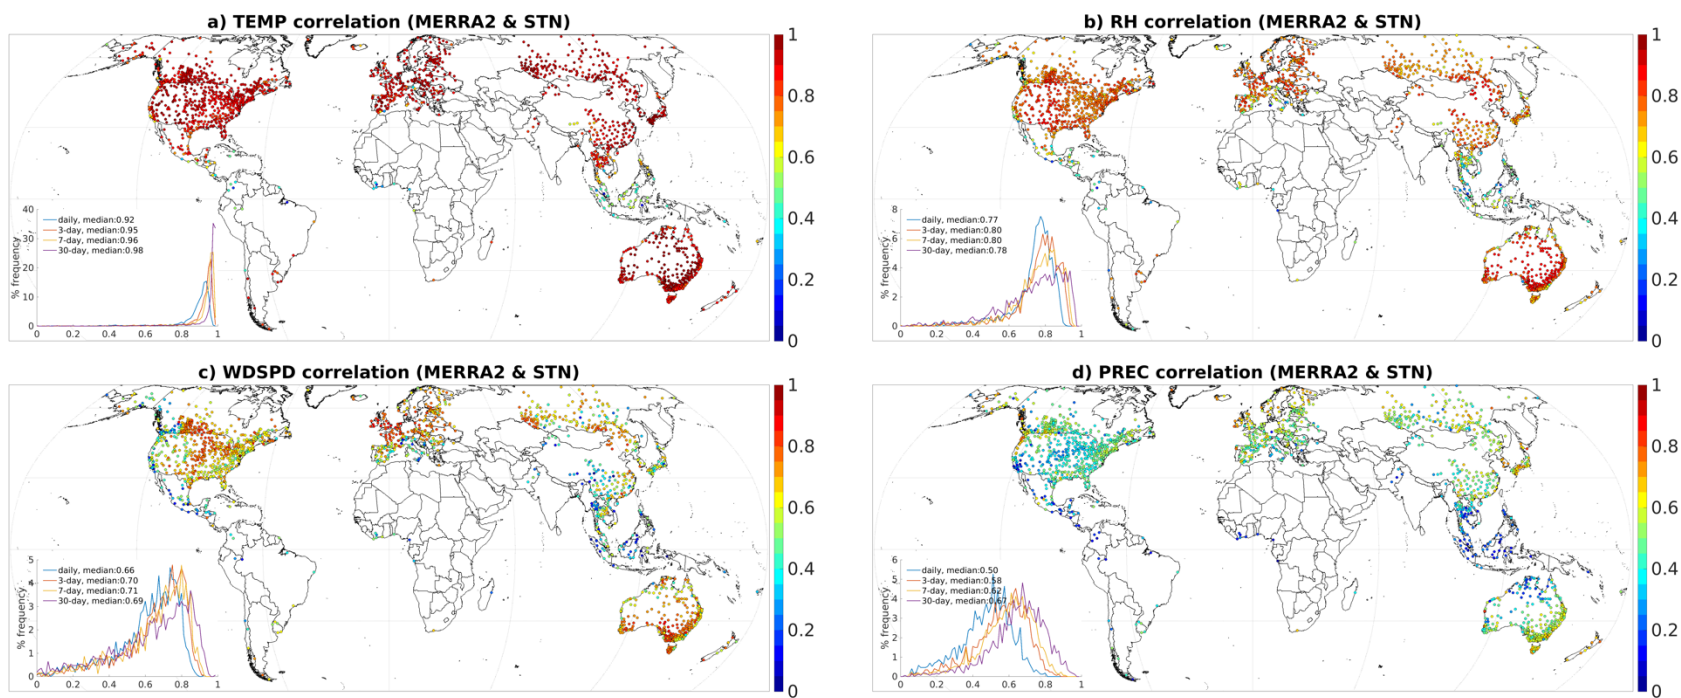 a) TEMP correlation (MERRA2 & STN)
1
0.8
0.6
0.4
0.2
0
40
30
20
10
0
% frequency
daily, median:0.92
3-day, median:0.95
7-day, median:0.96
30-day, median:0.98
0 0.2 0.4 0.6 0.8 1
b) RH correlation (MERRA2 & STN)
1
0.8
0.6
0.4
0.2
0
8
6
4
2
0
% frequency
daily, median:0.77
3-day, median:0.80
7-day, median:0.80
30-day, median:0.78
0 0.2 0.4 0.6 0.8 1
c) WDSPD correlation (MERRA2 & STN)
1
0.8
0.6
0.4
0.2
0
5
4
3
2
1
0
% frequency
daily, median:0.66
3-day, median:0.70
7-day, median:0.71
30-day, median:0.69
0 0.2 0.4 0.6 0.8 1
d) PREC correlation (MERRA2 & STN)
1
0.8
0.6
0.4
0.2
0
6
5
4
3
2
1
0
% frequency
daily, median:0.50
3-day, median:0.58
7-day, median:0.62
30-day, median:0.67
0 0.2 0.4 0.6 0.8 1